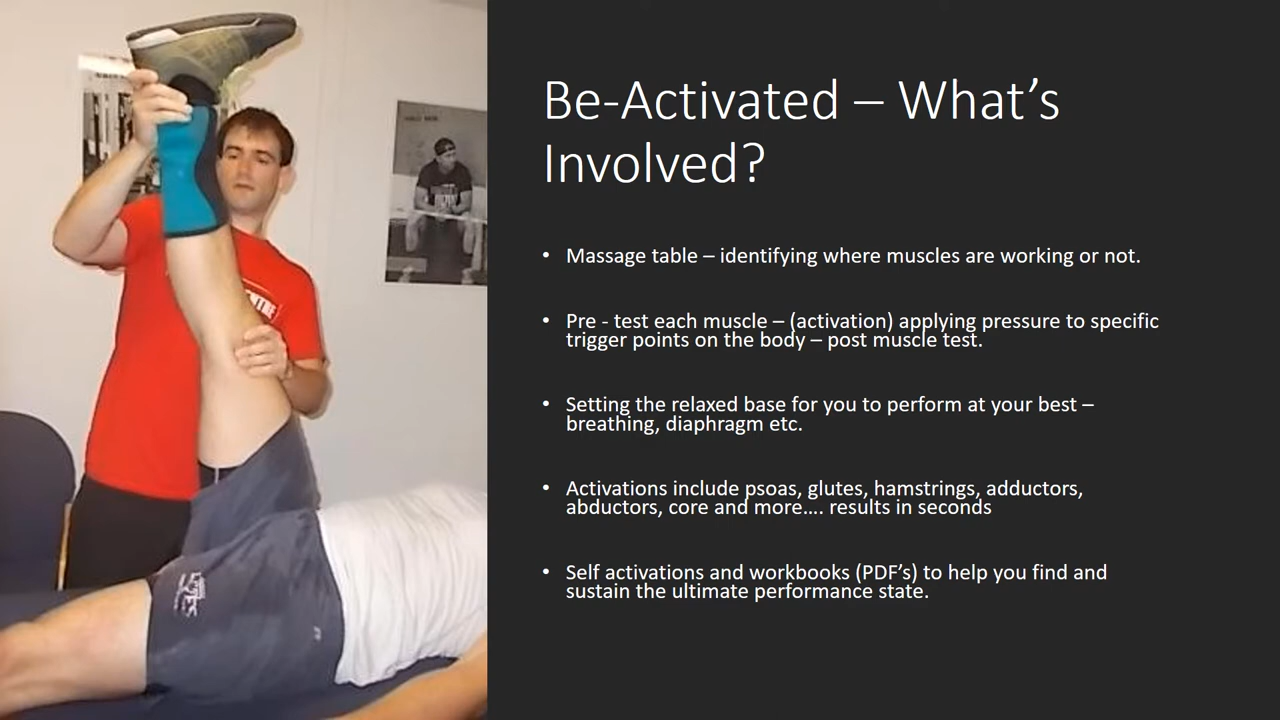 Be-Activated – What's
Involved?
• Massage table – identifying where muscles are working or not.
• Pre - test each muscle – (activation) applying pressure to specific
trigger points on the body – post muscle test.
• Setting the relaxed base for you to perform at your best –
breathing, diaphragm etc.
• Activations include psoas, glutes, hamstrings, adductors,
abductors, core and more…. results in seconds
• Self activations and workbooks (PDF's) to help you find and
sustain the ultimate performance state.